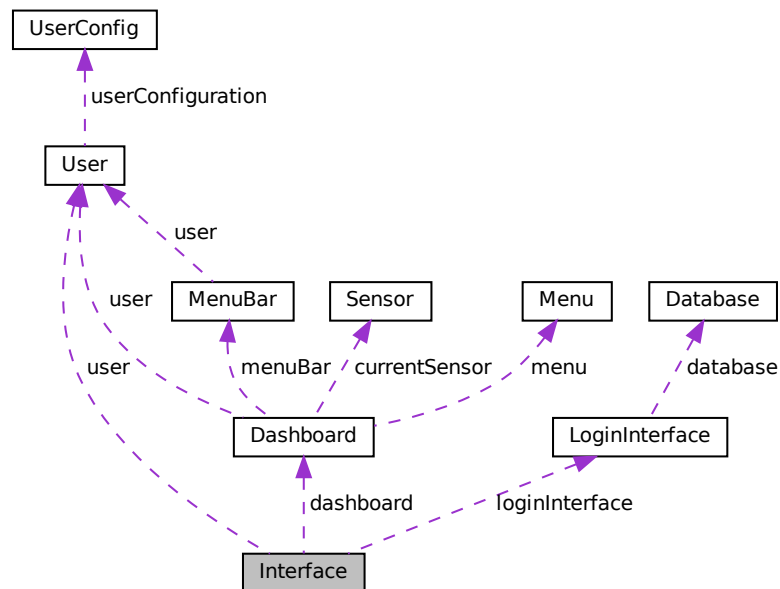 UserConfig
userConfiguration
User
user
MenuBar
Sensor
Menu
Database
user
user
menuBar
currentSensor
menu
database
Dashboard
LoginInterface
dashboard
loginInterface
Interface